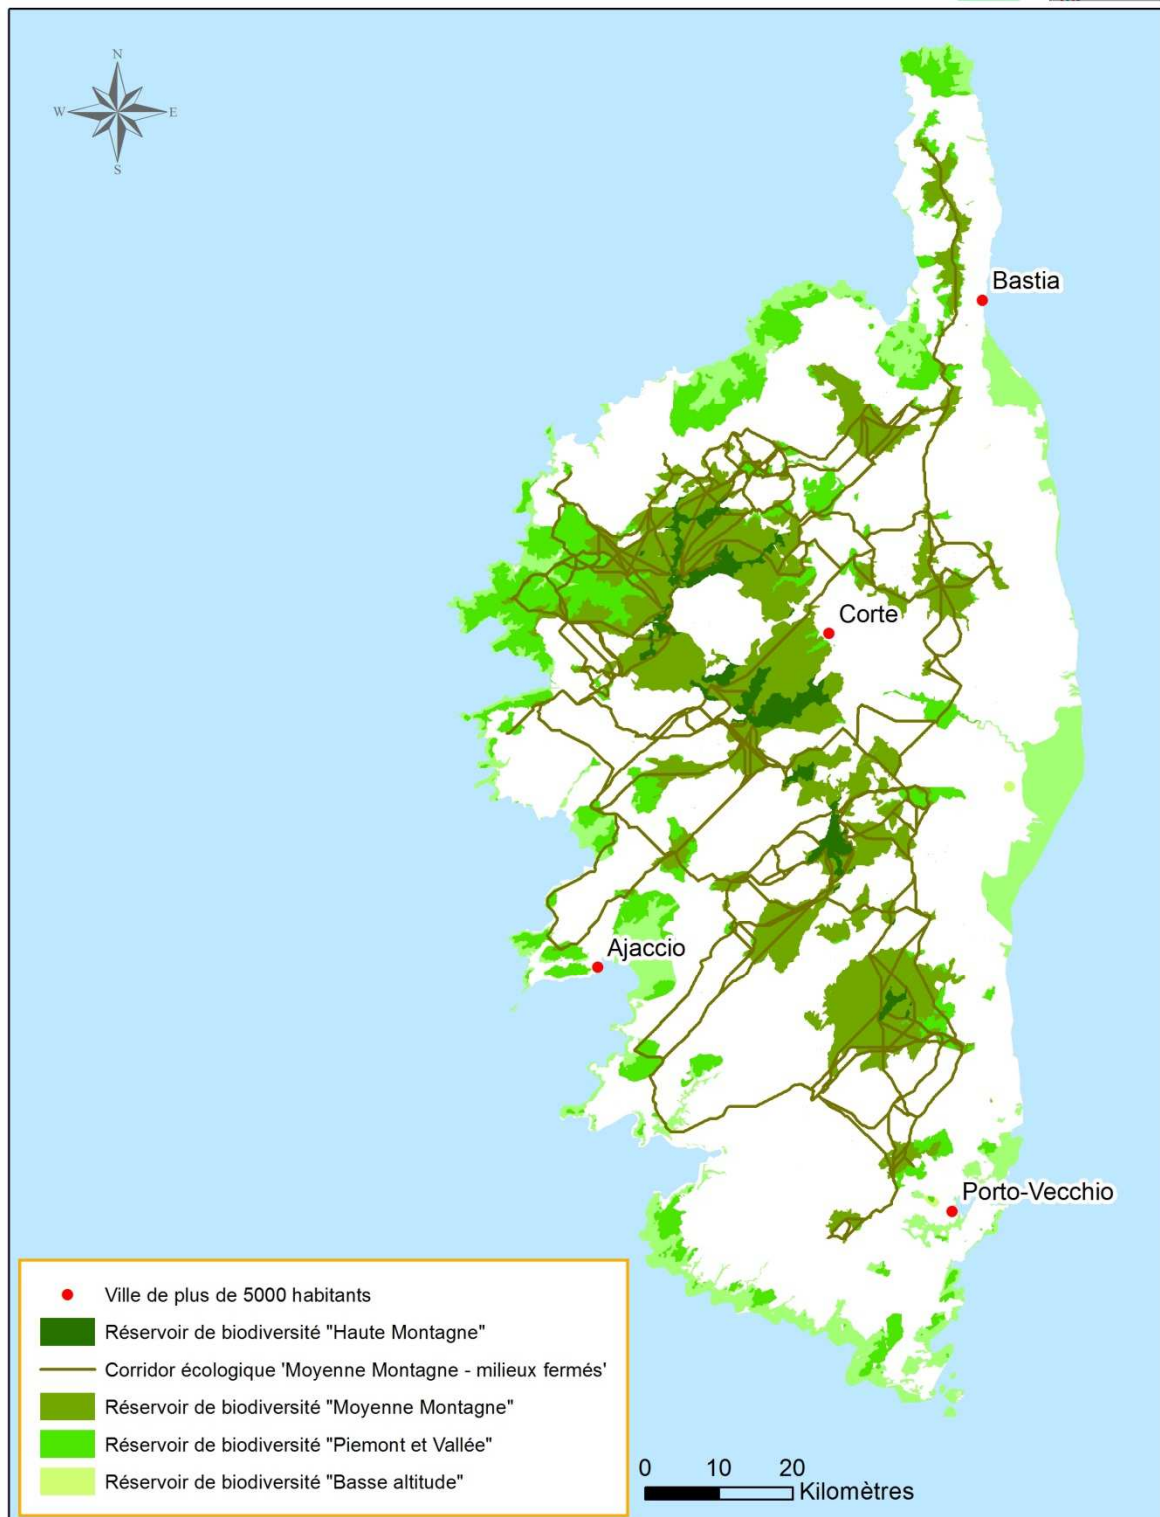 N
W E
S
Bastia
Corte
Ajaccio
Porto-Vecchio
Ville de plus de 5000 habitants
Réservoir de biodiversité "Haute Montagne"
Corridor écologique 'Moyenne Montagne - milieux fermés'
Réservoir de biodiversité "Moyenne Montagne"
Réservoir de biodiversité "Piemont et Vallée"
Réservoir de biodiversité "Basse altitude"
0 10 20
Kilomètres